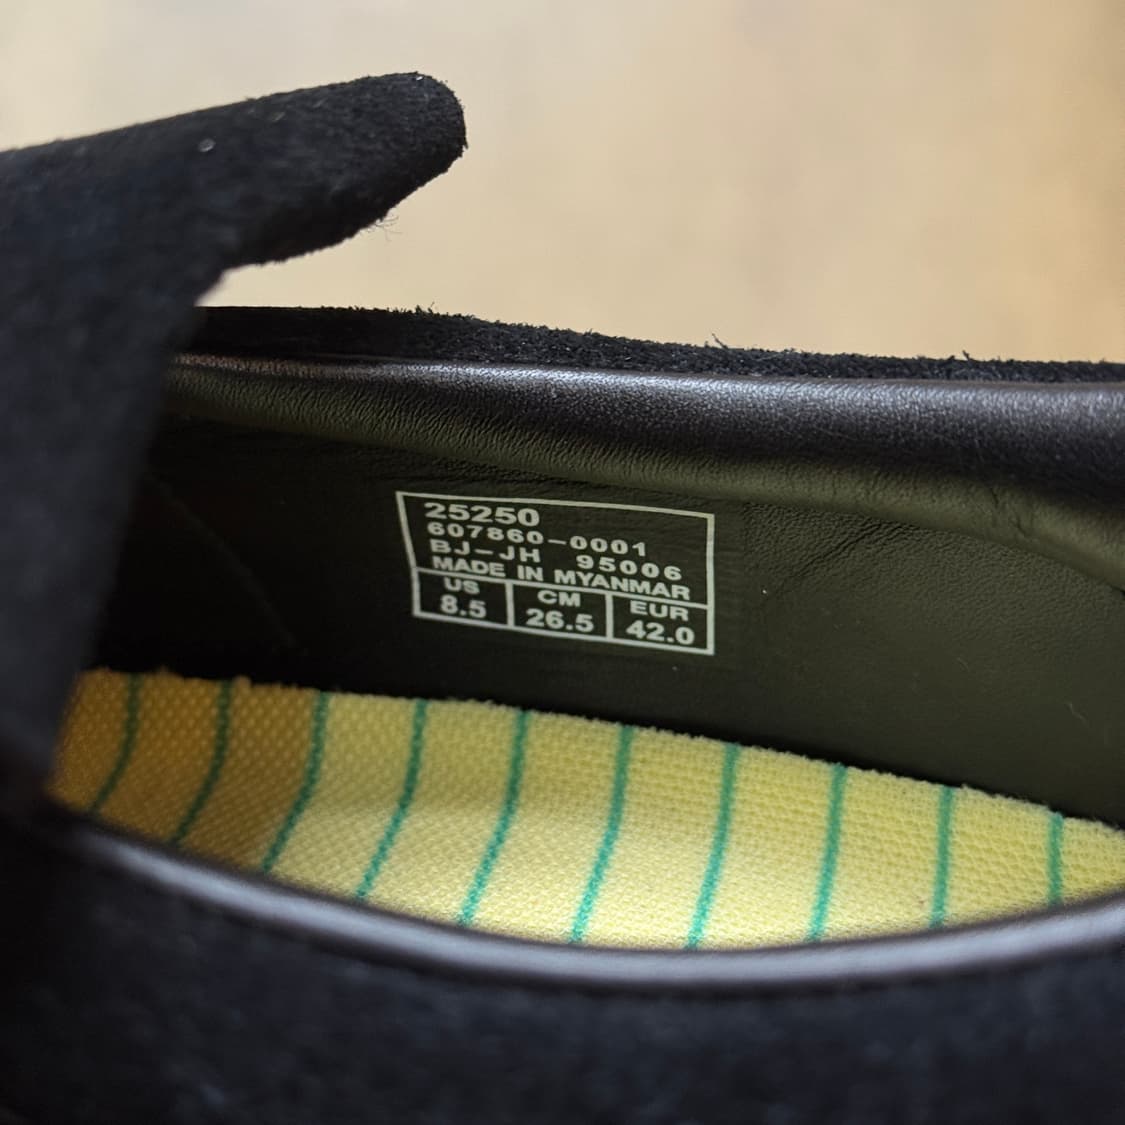 25250
607860-0001
BJ-JH 95006
MADE IN MYANMAR
US CM EUR
8.5 26.5 42.0